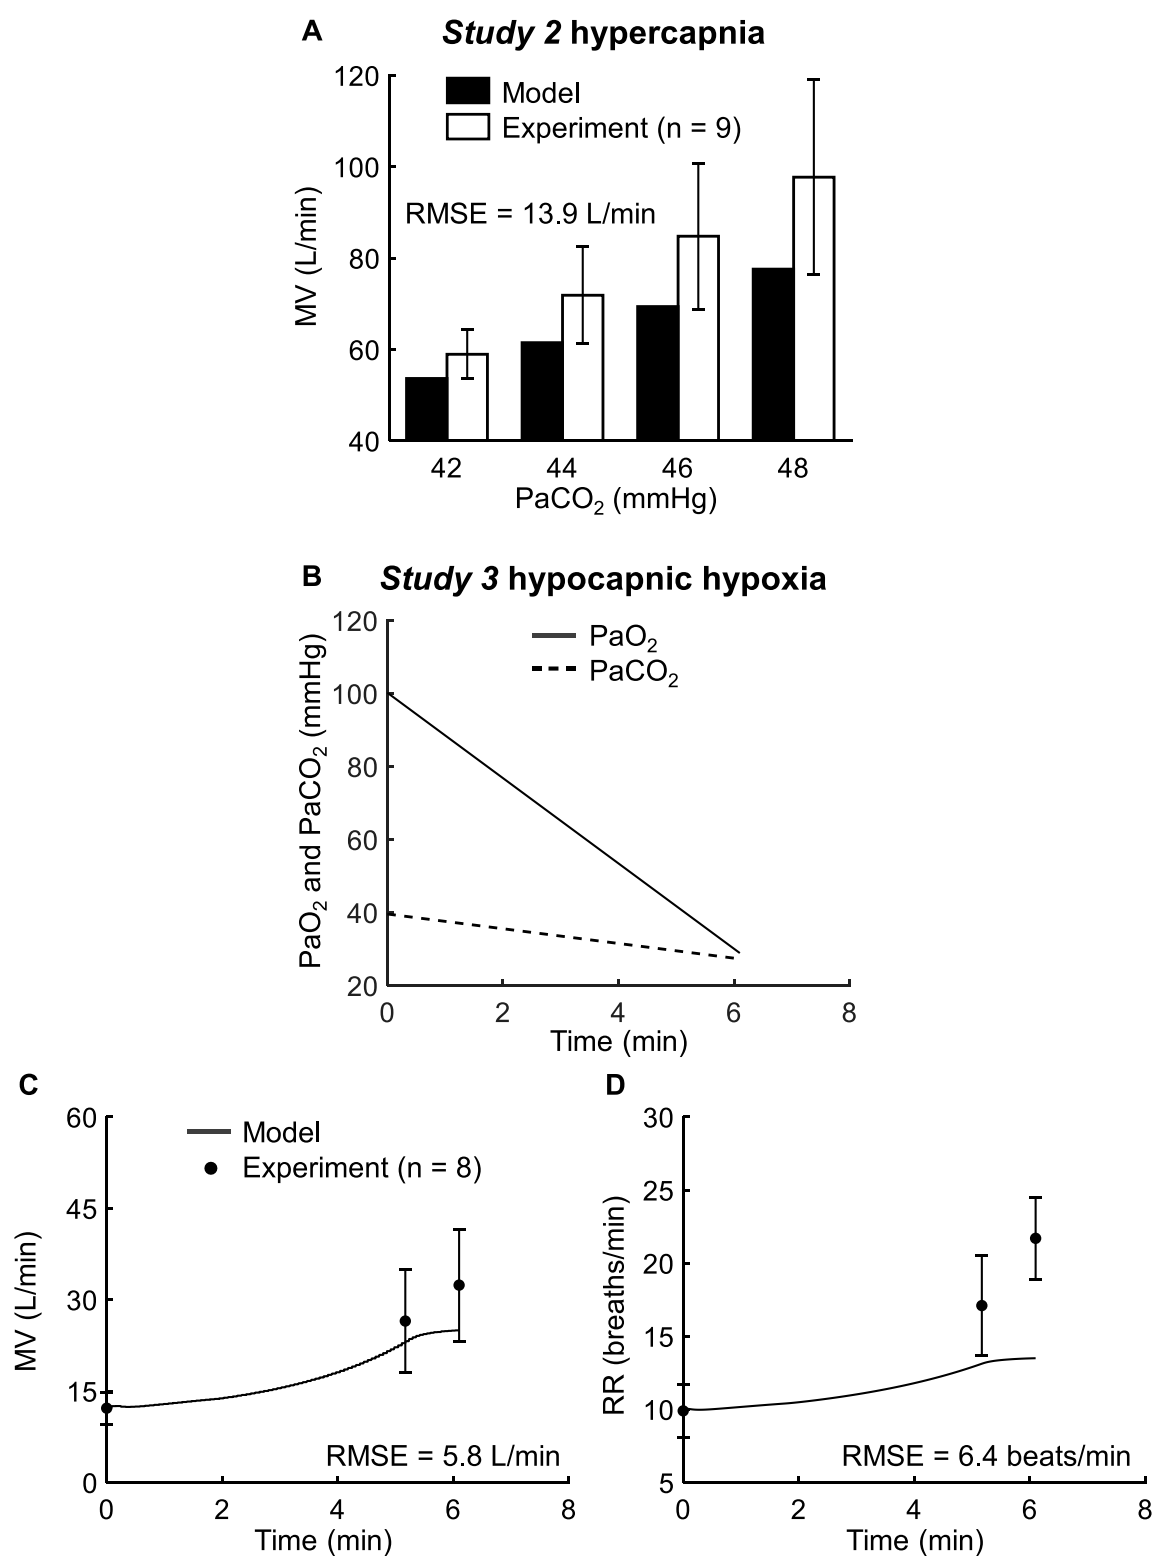 A
Study 2 hypercapnia
120
100
80
60
40
MV (L/min)
Model
Experiment (n = 9)
RMSE = 13.9 L/min
42 44 46 48
PaCO₂ (mmHg)
B
Study 3 hypocapnic hypoxia
120
100
80
60
40
20
PaO₂ and PaCO₂ (mmHg)
PaO₂
PaCO₂
0 2 4 6 8
Time (min)
C
60
45
30
15
0
MV (L/min)
Model
Experiment (n = 8)
RMSE = 5.8 L/min
0 2 4 6 8
Time (min)
D
30
25
20
15
10
5
RR (breaths/min)
RMSE = 6.4 beats/min
0 2 4 6 8
Time (min)